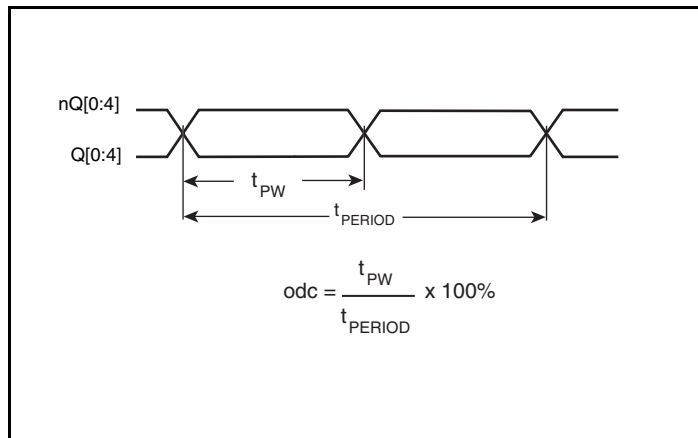 nQ[0:4]
Q[0:4]
tPW
tPERIOD
odc = tPW / tPERIOD x 100%